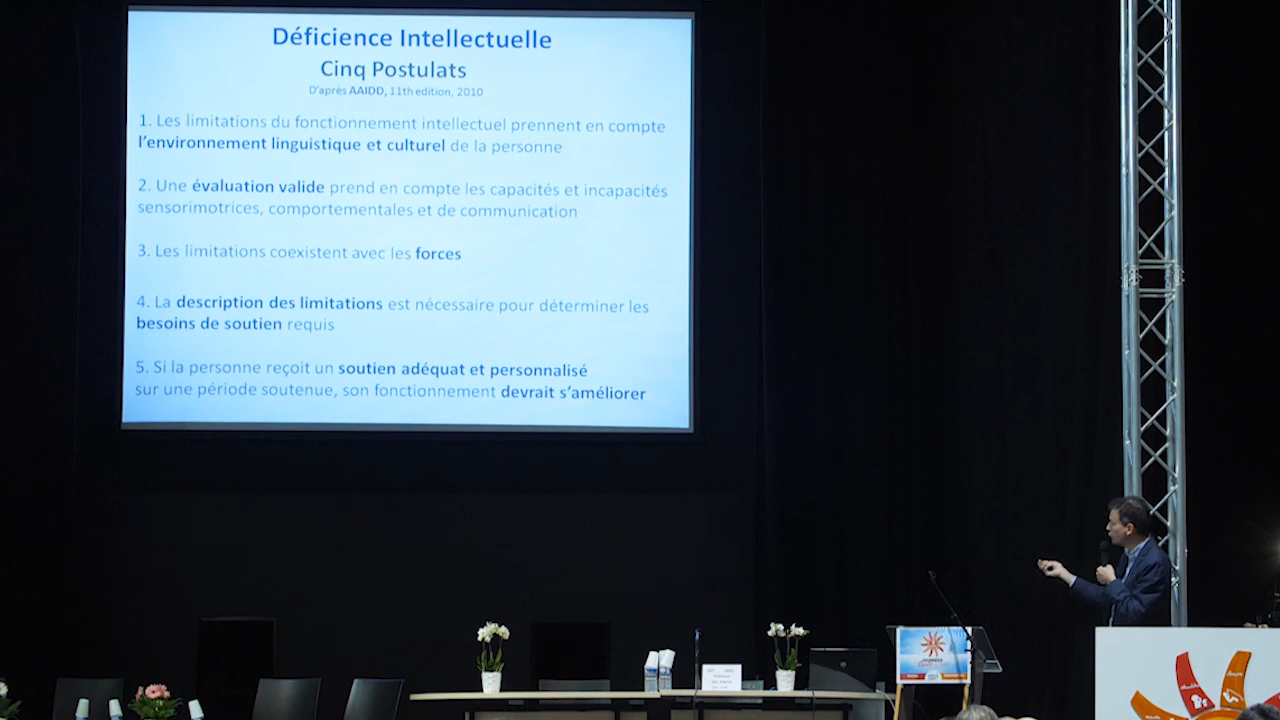 Déficience Intellectuelle
Cinq Postulats
D'après AAIDD, 11th edition, 2010
1. Les limitations du fonctionnement intellectuel prennent en compte
l'environnement linguistique et culturel de la personne
2. Une évaluation valide prend en compte les capacités et incapacités
sensorimotrices, comportementales et de communication
3. Les limitations coexistent avec les forces
4. La description des limitations est nécessaire pour déterminer les
besoins de soutien requis
5. Si la personne reçoit un soutien adéquat et personnalisé
sur une période soutenue, son fonctionnement devrait s'améliorer